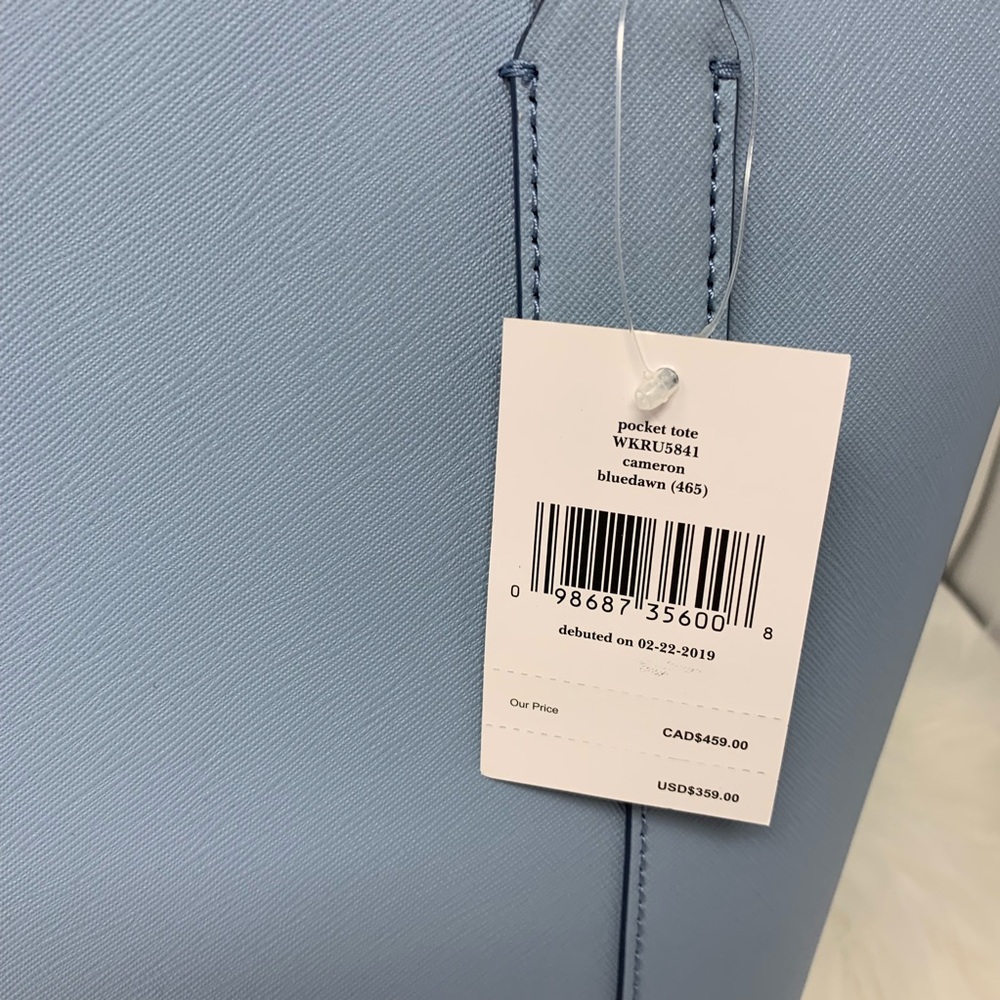 pocket tote
WKRU5841
cameron
bluedawn (465)
0 98687 35600 8
debuted on 02-22-2019
Our Price
CAD$459.00
USD$359.00